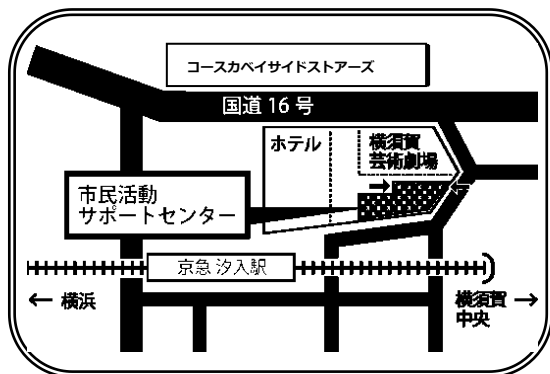 コースカベイサイドストアーズ
国道 16 号
ホテル
横須賀
芸術劇場
市民活動
サポートセンター
京急 汐入駅
← 横浜
横須賀 →
中央